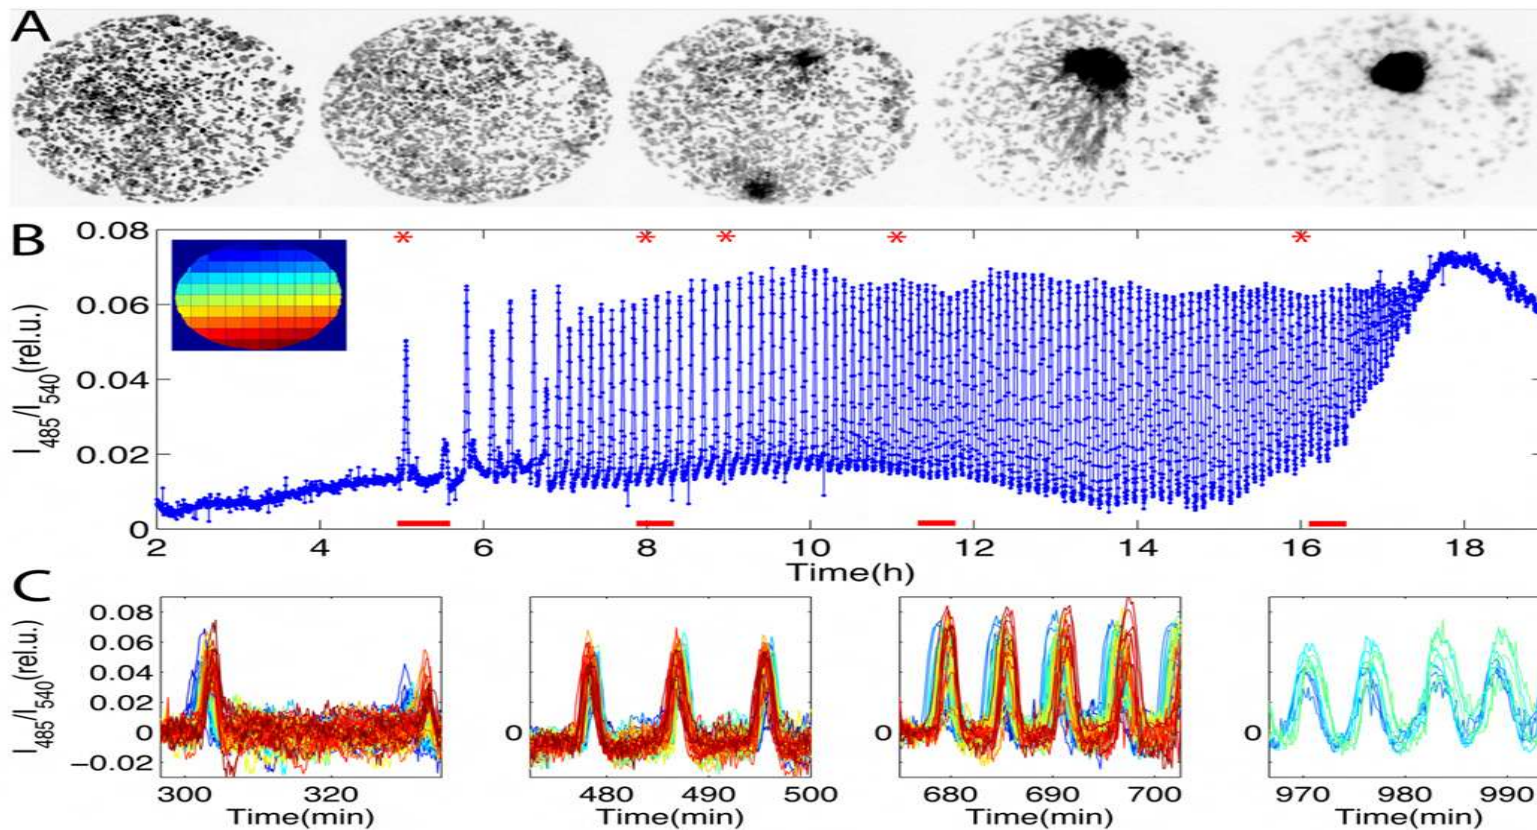 A
B
0.08
0.06
0.04
0.02
0
I485/I540(rel.u.)
2 4 6 8 10 12 14 16 18
Time(h)
C
0.08
0.06
0.04
0.02
0
−0.02
I485/I540(rel.u.)
0 0 0
300 320 480 490 500 680 690 700 970 980 990
Time(min) Time(min) Time(min) Time(min)